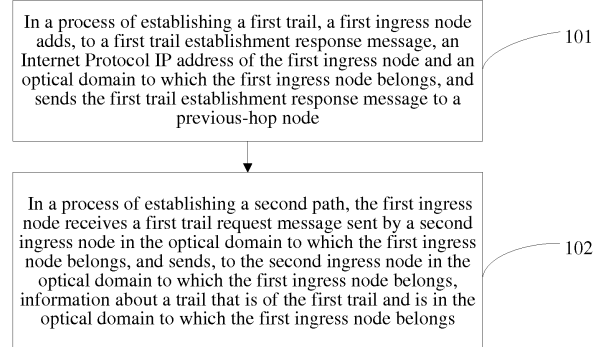 In a process of establishing a first trail, a first ingress node
adds, to a first trail establishment response message, an
Internet Protocol IP address of the first ingress node and an
optical domain to which the first ingress node belongs, and
sends the first trail establishment response message to a
previous-hop node
101
In a process of establishing a second path, the first ingress
node receives a first trail request message sent by a second
ingress node in the optical domain to which the first ingress
node belongs, and sends, to the second ingress node in the
optical domain to which the first ingress node belongs,
information about a trail that is of the first trail and is in the
optical domain to which the first ingress node belongs
102